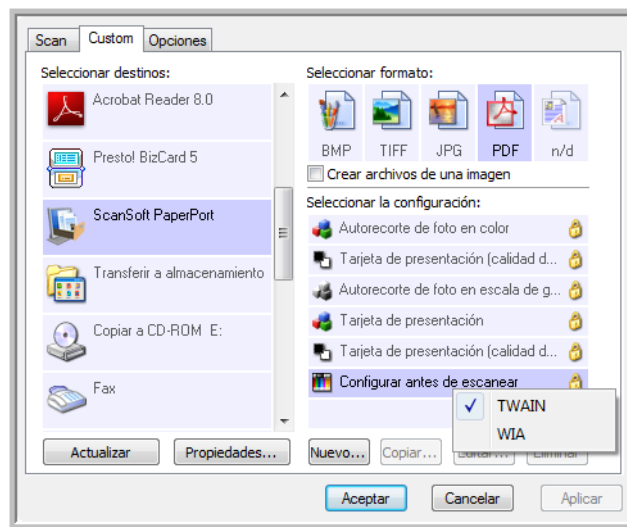 Scan Custom Opciones
Seleccionar destinos:
Acrobat Reader 8.0
Presto! BizCard 5
ScanSoft PaperPort
Transferir a almacenamiento
Copiar a CD-ROM E:
Fax
Actualizar Propiedades...
Seleccionar formato:
BMP TIFF JPG PDF n/d
Crear archivos de una imagen
Seleccionar la configuración:
Autorecorte de foto en color
Tarjeta de presentación (calidad d...
Autorecorte de foto en escala de g...
Tarjeta de presentación
Tarjeta de presentación (calidad d...
Configurar antes de escanear
TWAIN
WIA
Nuevo... Copiar...
Aceptar Cancelar Aplicar